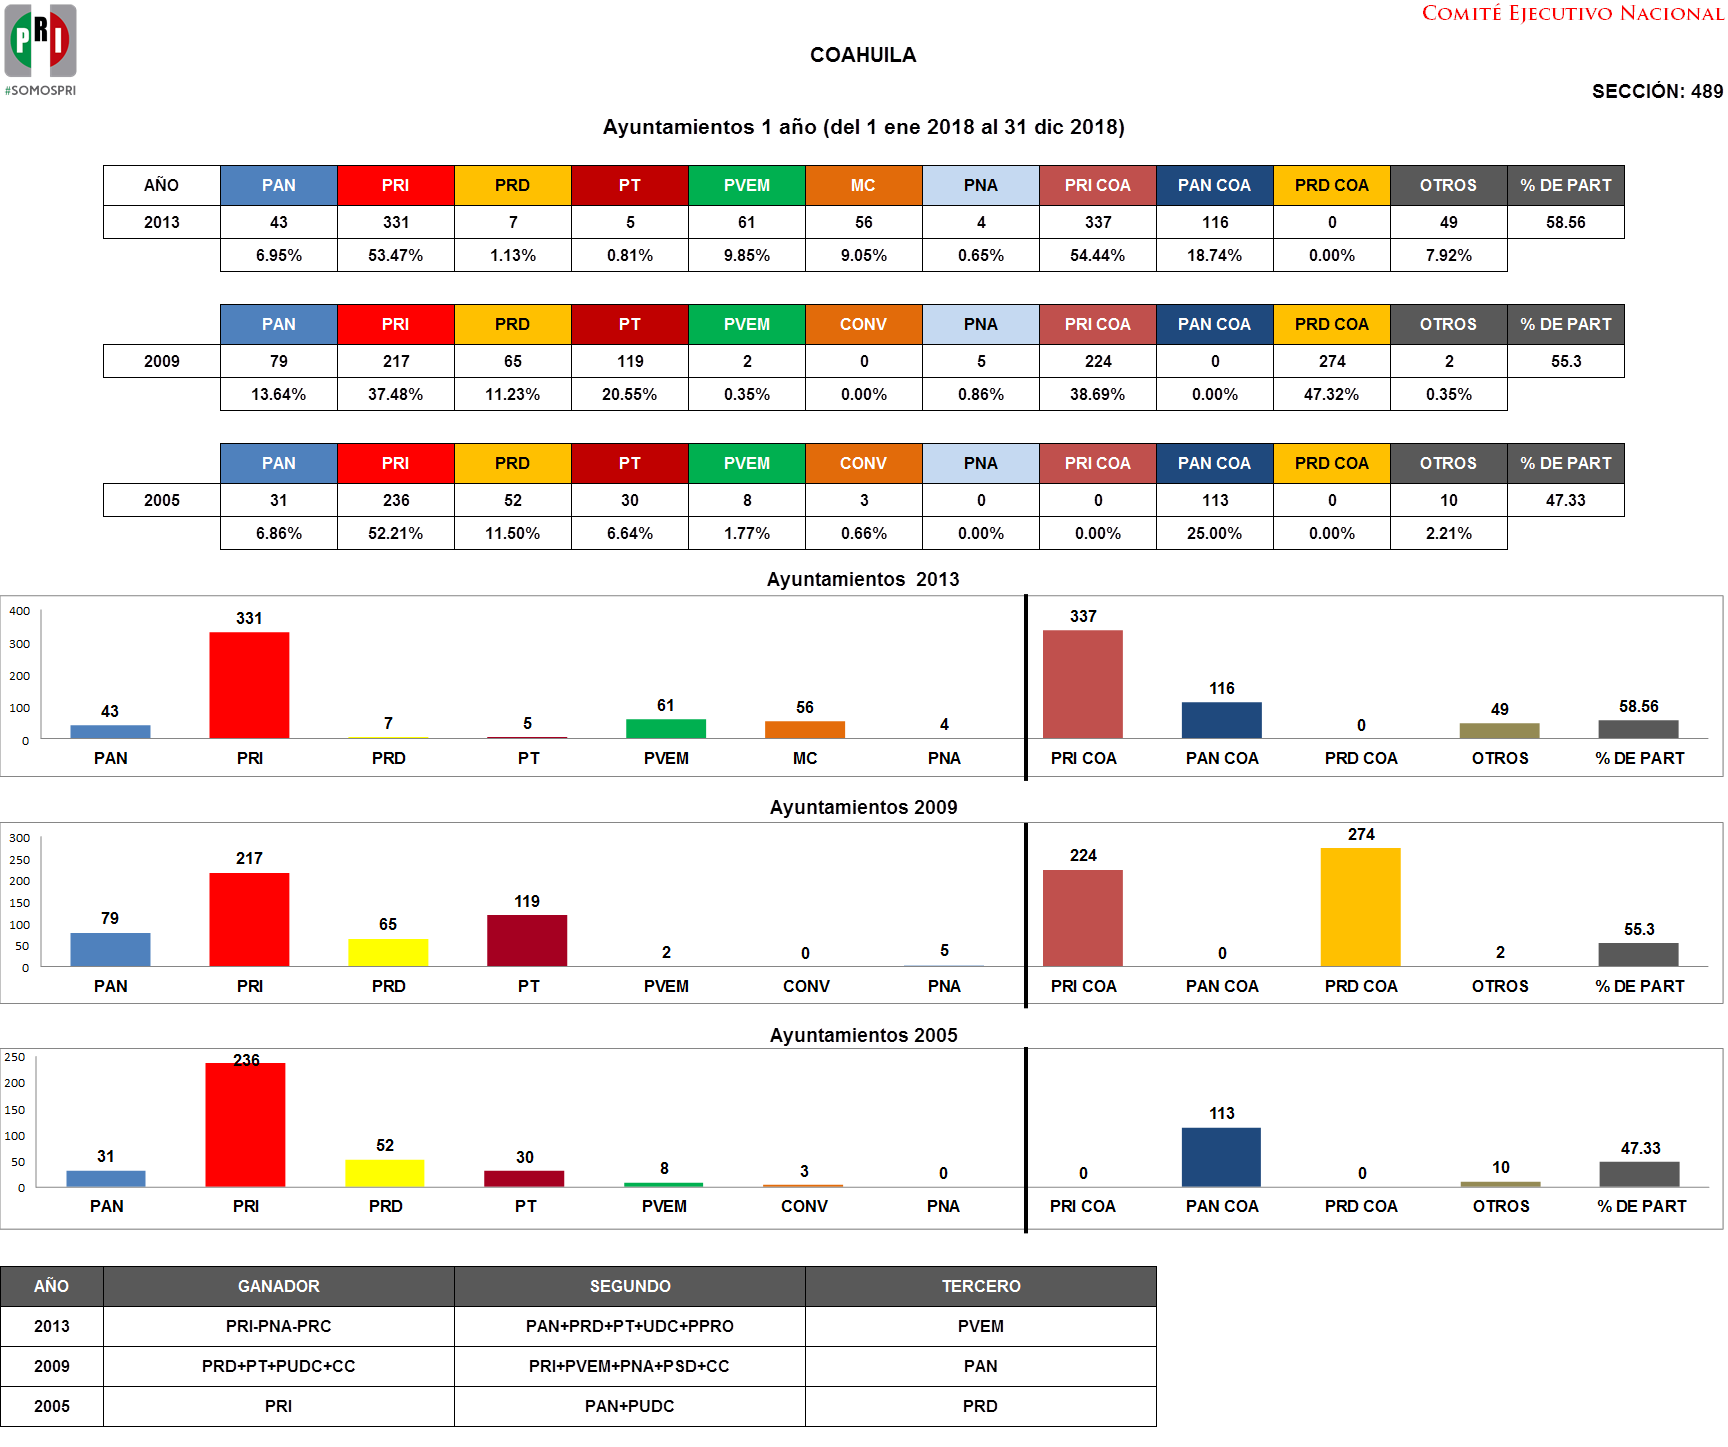 COMITÉ EJECUTIVO NACIONAL
PRI
#SOMOSPRI
COAHUILA
SECCIÓN: 489
Ayuntamientos 1 año (del 1 ene 2018 al 31 dic 2018)
AÑO PAN PRI PRD PT PVEM MC PNA PRI COA PAN COA PRD COA OTROS % DE PART
2013 43 331 7 5 61 56 4 337 116 0 49 58.56
6.95% 53.47% 1.13% 0.81% 9.85% 9.05% 0.65% 54.44% 18.74% 0.00% 7.92%
PAN PRI PRD PT PVEM CONV PNA PRI COA PAN COA PRD COA OTROS % DE PART
2009 79 217 65 119 2 0 5 224 0 274 2 55.3
13.64% 37.48% 11.23% 20.55% 0.35% 0.00% 0.86% 38.69% 0.00% 47.32% 0.35%
PAN PRI PRD PT PVEM CONV PNA PRI COA PAN COA PRD COA OTROS % DE PART
2005 31 236 52 30 8 3 0 0 113 0 10 47.33
6.86% 52.21% 11.50% 6.64% 1.77% 0.66% 0.00% 0.00% 25.00% 0.00% 2.21%
Ayuntamientos 2013
400
300
200
100
0
43 331 7 5 61 56 4 337 116 0 49 58.56
PAN PRI PRD PT PVEM MC PNA PRI COA PAN COA PRD COA OTROS % DE PART
Ayuntamientos 2009
300
250
200
150
100
50
0
79 217 65 119 2 0 5 224 0 274 2 55.3
PAN PRI PRD PT PVEM CONV PNA PRI COA PAN COA PRD COA OTROS % DE PART
Ayuntamientos 2005
250
200
150
100
50
0
31 236 52 30 8 3 0 0 113 0 10 47.33
PAN PRI PRD PT PVEM CONV PNA PRI COA PAN COA PRD COA OTROS % DE PART
AÑO GANADOR SEGUNDO TERCERO
2013 PRI-PNA-PRC PAN+PRD+PT+UDC+PPRO PVEM
2009 PRD+PT+PUDC+CC PRI+PVEM+PNA+PSD+CC PAN
2005 PRI PAN+PUDC PRD